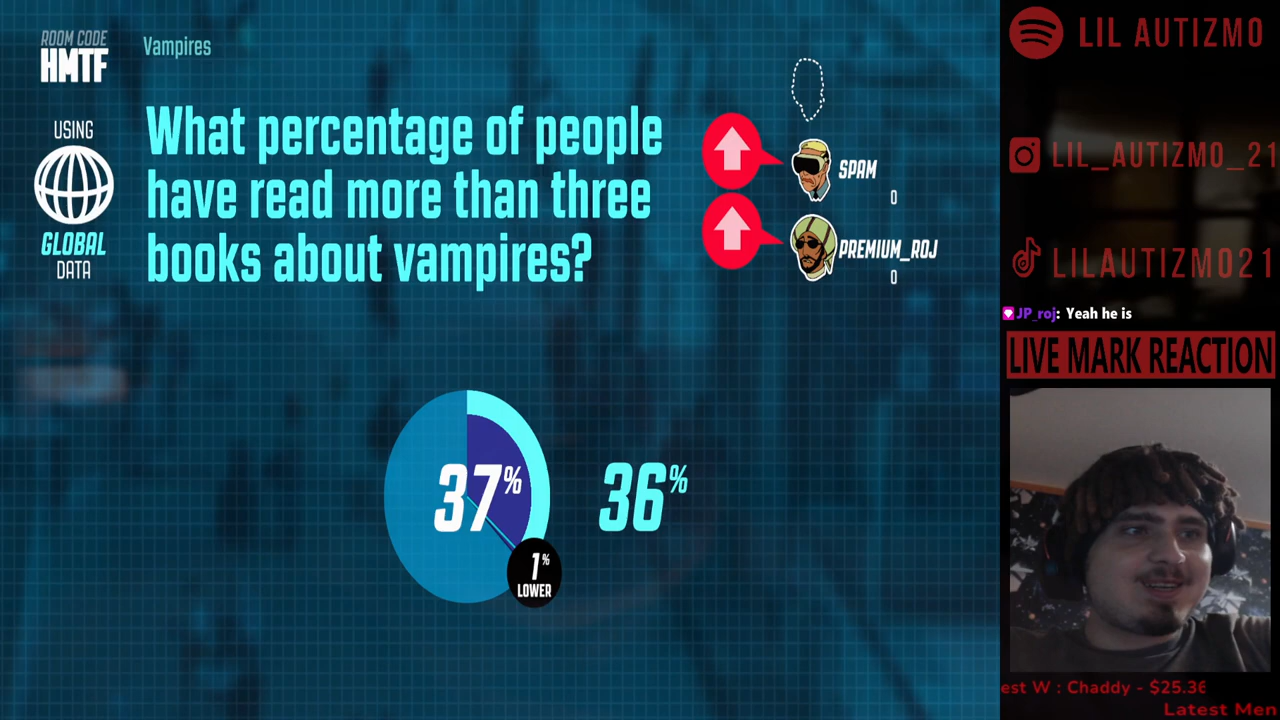 ROOM CODE
HMTF
Vampires
USING
GLOBAL
DATA
What percentage of people
have read more than three
books about vampires?
SPAM
0
PREMIUM_ROJ
0
37%
36%
1%
LOWER
LIL AUTIZMO
LIL_AUTIZMO_21
LILAUTIZMO21
JP_roj: Yeah he is
LIVE MARK REACTION
est W : Chaddy - $25.36
Latest Mem